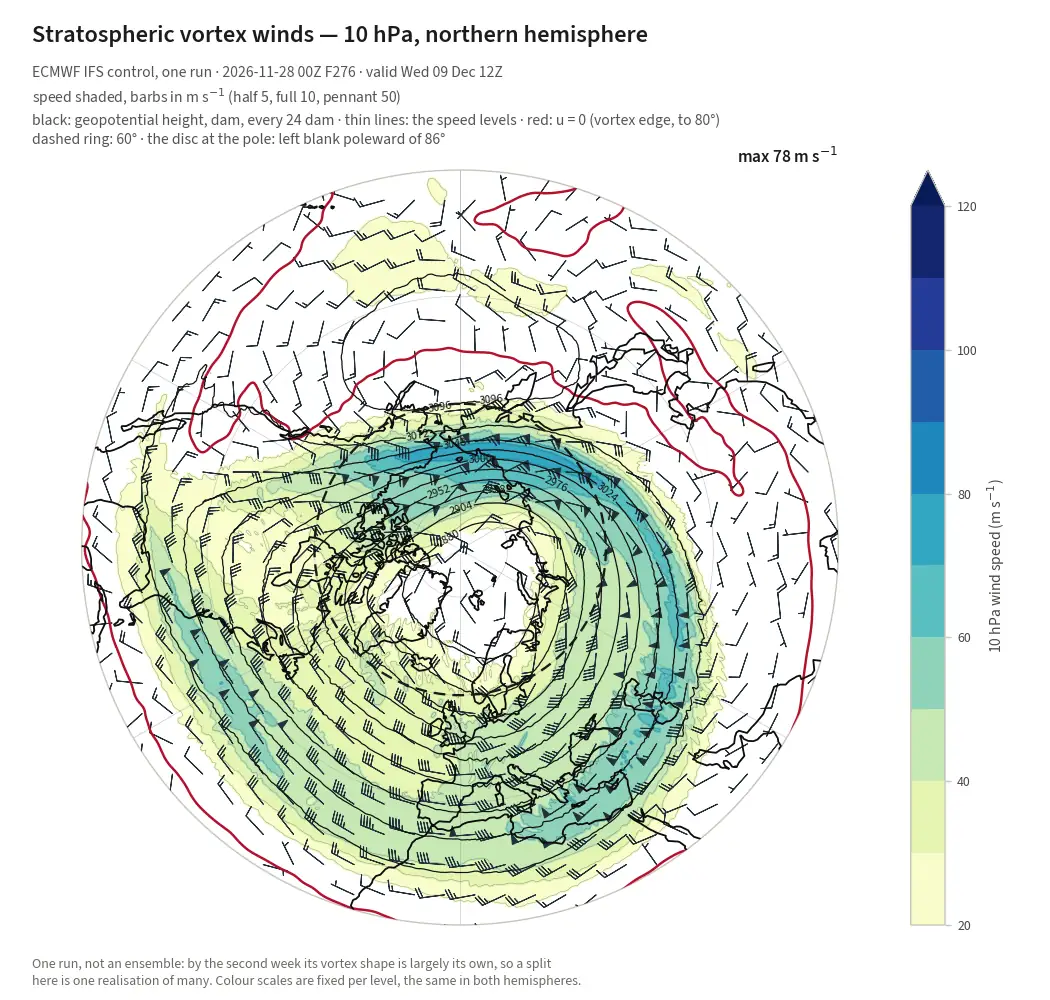 Stratospheric vortex winds — 10 hPa, northern hemisphere
ECMWF IFS control, one run · 2026-11-28 00Z F276 · valid Wed 09 Dec 12Z
speed shaded, barbs in m s⁻¹ (half 5, full 10, pennant 50)
black: geopotential height, dam, every 24 dam · thin lines: the speed levels · red: u = 0 (vortex edge, to 80°)
dashed ring: 60° · the disc at the pole: left blank poleward of 86°
max 78 m s⁻¹
120
100
80
60
40
20
10 hPa wind speed (m s⁻¹)
3096
3096
2976
3024
2952
2904
One run, not an ensemble: by the second week its vortex shape is largely its own, so a split
here is one realisation of many. Colour scales are fixed per level, the same in both hemispheres.